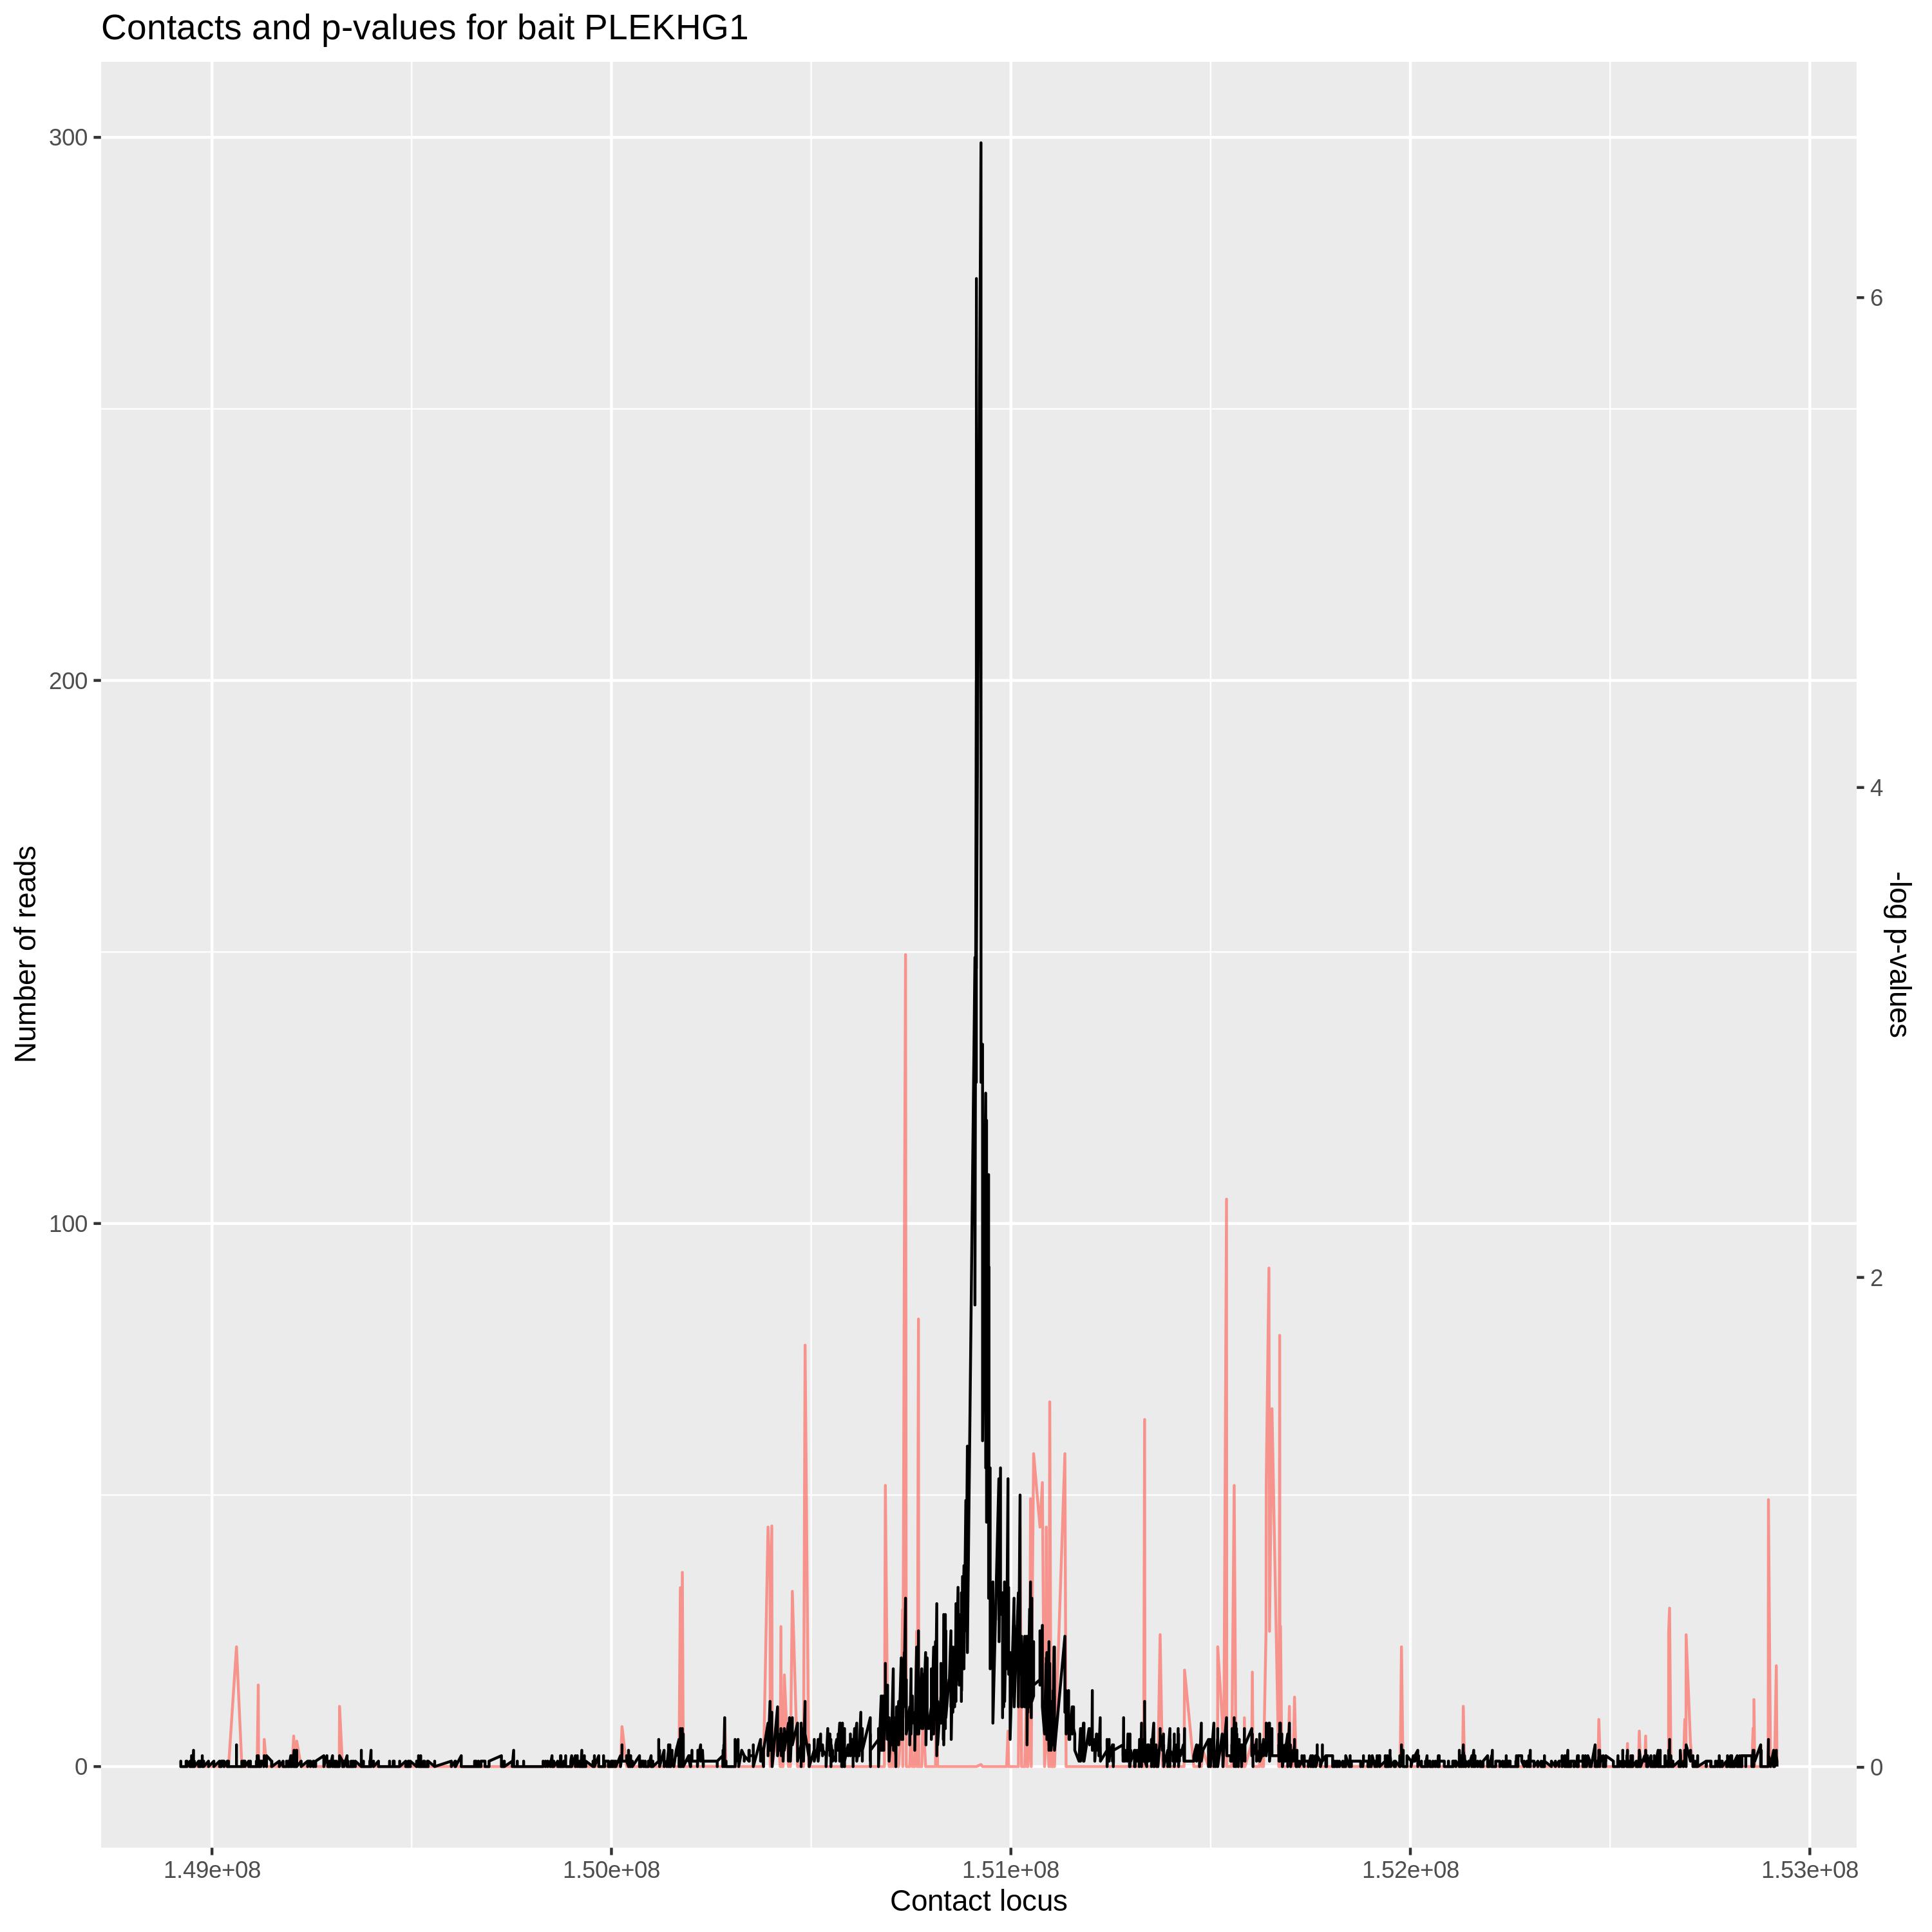 Contacts and p-values for bait PLEKHG1
300
200
100
0
Number of reads
6
4
2
0
-log p-values
1.49e+08 1.50e+08 1.51e+08 1.52e+08 1.53e+08
Contact locus